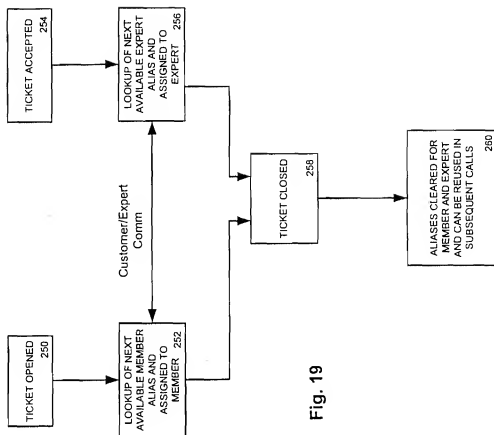 TICKET OPENED
250
LOOKUP OF NEXT
AVAILABLE MEMBER
ALIAS AND
ASSIGNED TO
MEMBER
252
Customer/Expert
Comm
TICKET ACCEPTED
254
LOOKUP OF NEXT
AVAILABLE EXPERT
ALIAS AND
ASSIGNED TO
EXPERT
256
TICKET CLOSED
258
ALIASES CLEARED FOR
MEMBER AND EXPERT
AND CAN BE REUSED IN
SUBSEQUENT CALLS
260
Fig. 19